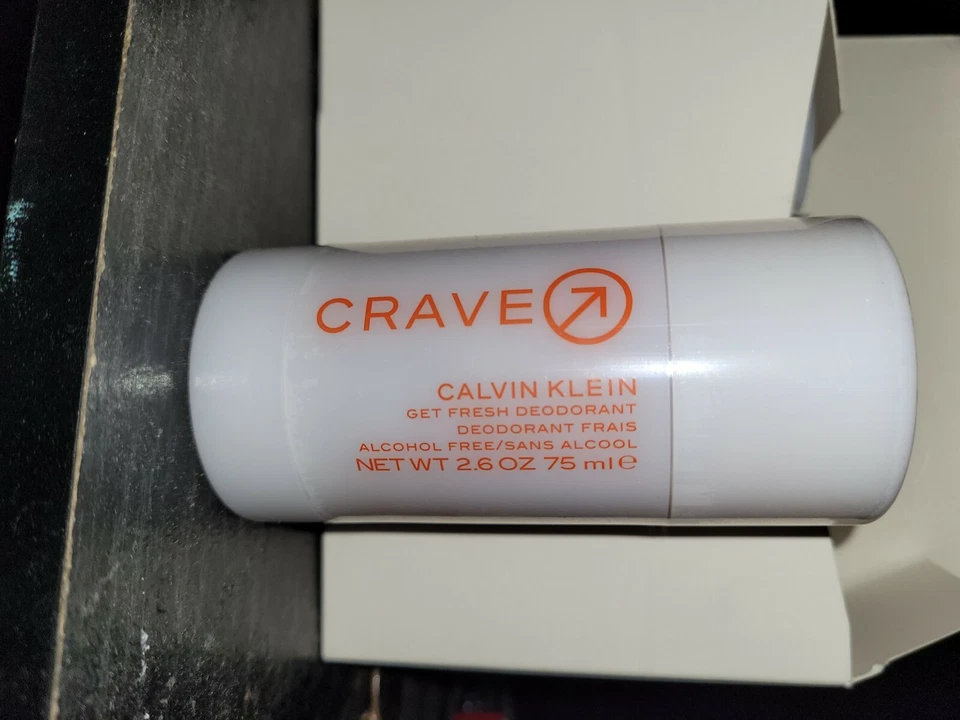 CRAVE
CALVIN KLEIN
GET FRESH DEODORANT
DEODORANT FRAIS
ALCOHOL FREE/SANS ALCOOL
NET WT 2.6 OZ 75 ml ℮